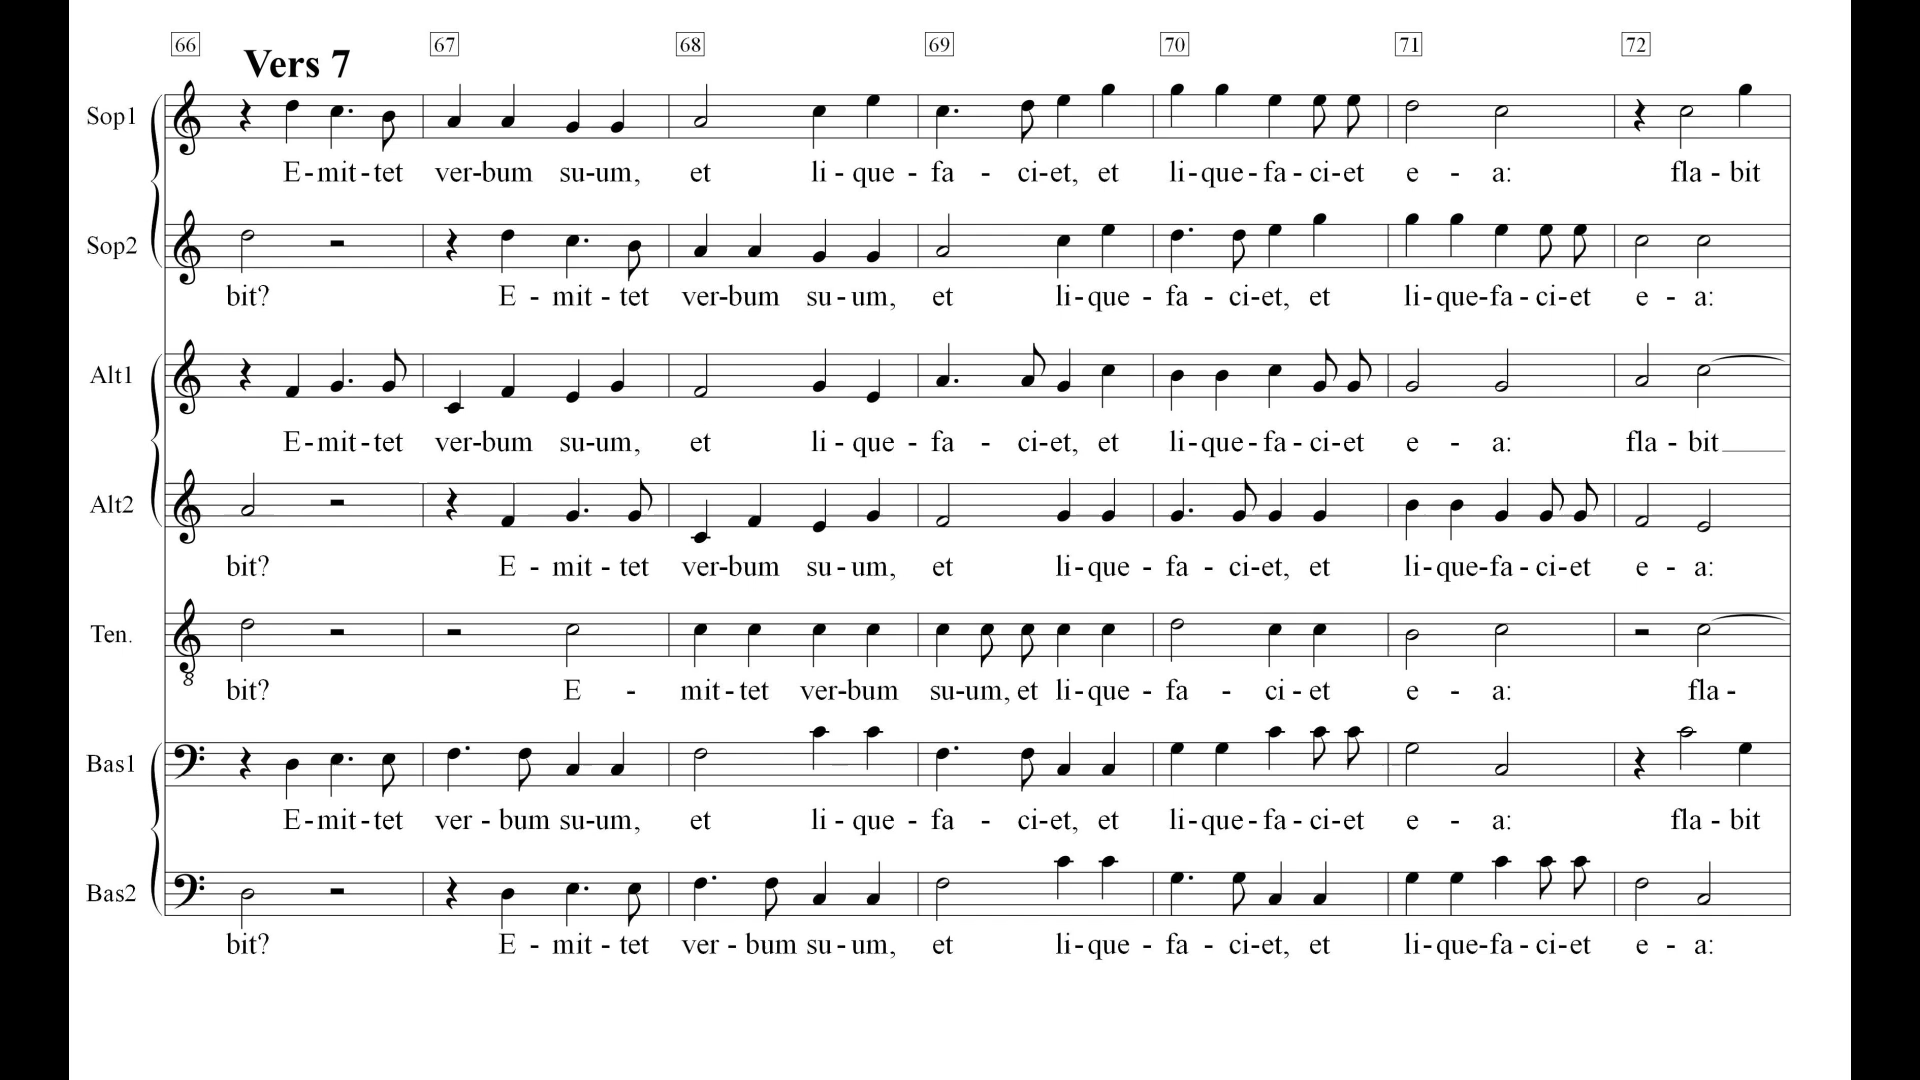 66 67 68 69 70 71 72
Vers 7
Sop1
E - mit - tet ver-bum su-um, et li - que - fa - ci-et, et li-que-fa-ci-et e - a: fla - bit
Sop2
bit? E - mit - tet ver-bum su-um, et li-que - fa - ci-et, et li-que-fa-ci-et e - a:
Alt1
E - mit - tet ver-bum su-um, et li - que - fa - ci-et, et li-que-fa-ci-et e - a: fla - bit
Alt2
bit? E - mit - tet ver-bum su-um, et li-que - fa - ci-et, et li-que-fa-ci-et e - a:
Ten.
8
bit? E - mit - tet ver-bum su-um, et li-que - fa - ci - et e - a: fla -
Bas1
E - mit - tet ver - bum su-um, et li - que - fa - ci-et, et li-que-fa-ci-et e - a: fla - bit
Bas2
bit? E - mit - tet ver - bum su-um, et li-que - fa - ci-et, et li-que-fa-ci-et e - a: